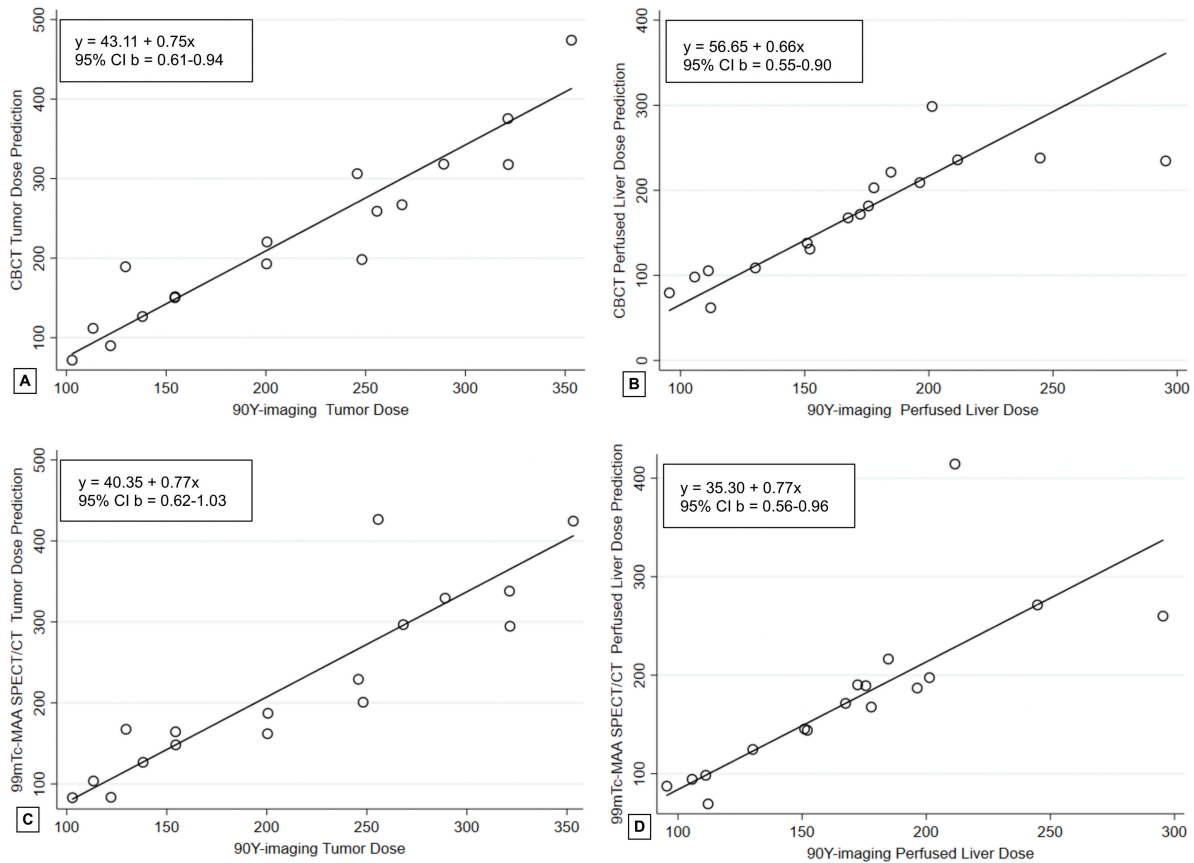 y = 43.11 + 0.75x
95% CI b = 0.61-0.94
CBCT Tumor Dose Prediction
500
400
300
200
100
100 150 200 250 300 350
90Y-imaging Tumor Dose
A
y = 56.65 + 0.66x
95% CI b = 0.55-0.90
CBCT Perfused Liver Dose Prediction
400
300
200
100
0
100 150 200 250 300
90Y-imaging Perfused Liver Dose
B
y = 40.35 + 0.77x
95% CI b = 0.62-1.03
99mTc-MAA SPECT/CT Tumor Dose Prediction
500
400
300
200
100
100 150 200 250 300 350
90Y-imaging Tumor Dose
C
y = 35.30 + 0.77x
95% CI b = 0.56-0.96
99mTc-MAA SPECT/CT Perfused Liver Dose Prediction
400
300
200
100
100 150 200 250 300
90Y-imaging Perfused Liver Dose
D